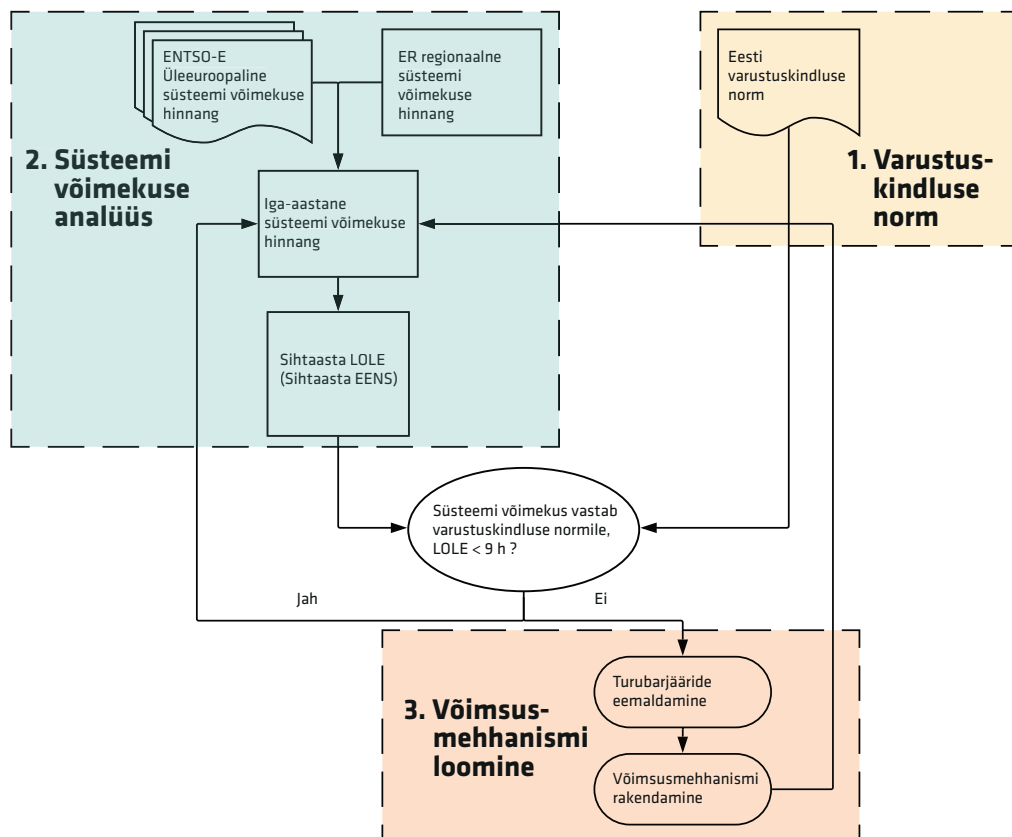 ENTSO-E
Üleeuroopaline
süsteemi võimekuse
hinnang
ER regionaalne
süsteemi
võimekuse
hinnang
Eesti
varustuskindluse
norm
2. Süsteemi
võimekuse
analüüs
1. Varustus-
kindluse
norm
Iga-aastane
süsteemi võimekuse
hinnang
Sihtaasta LOLE
(Sihtaasta EENS)
Süsteemi võimekus vastab
varustuskindluse normile,
LOLE < 9 h ?
Jah
Ei
3. Võimsus-
mehhanismi
loomine
Turubarjääride
eemaldamine
Võimsusmehhanismi
rakendamine